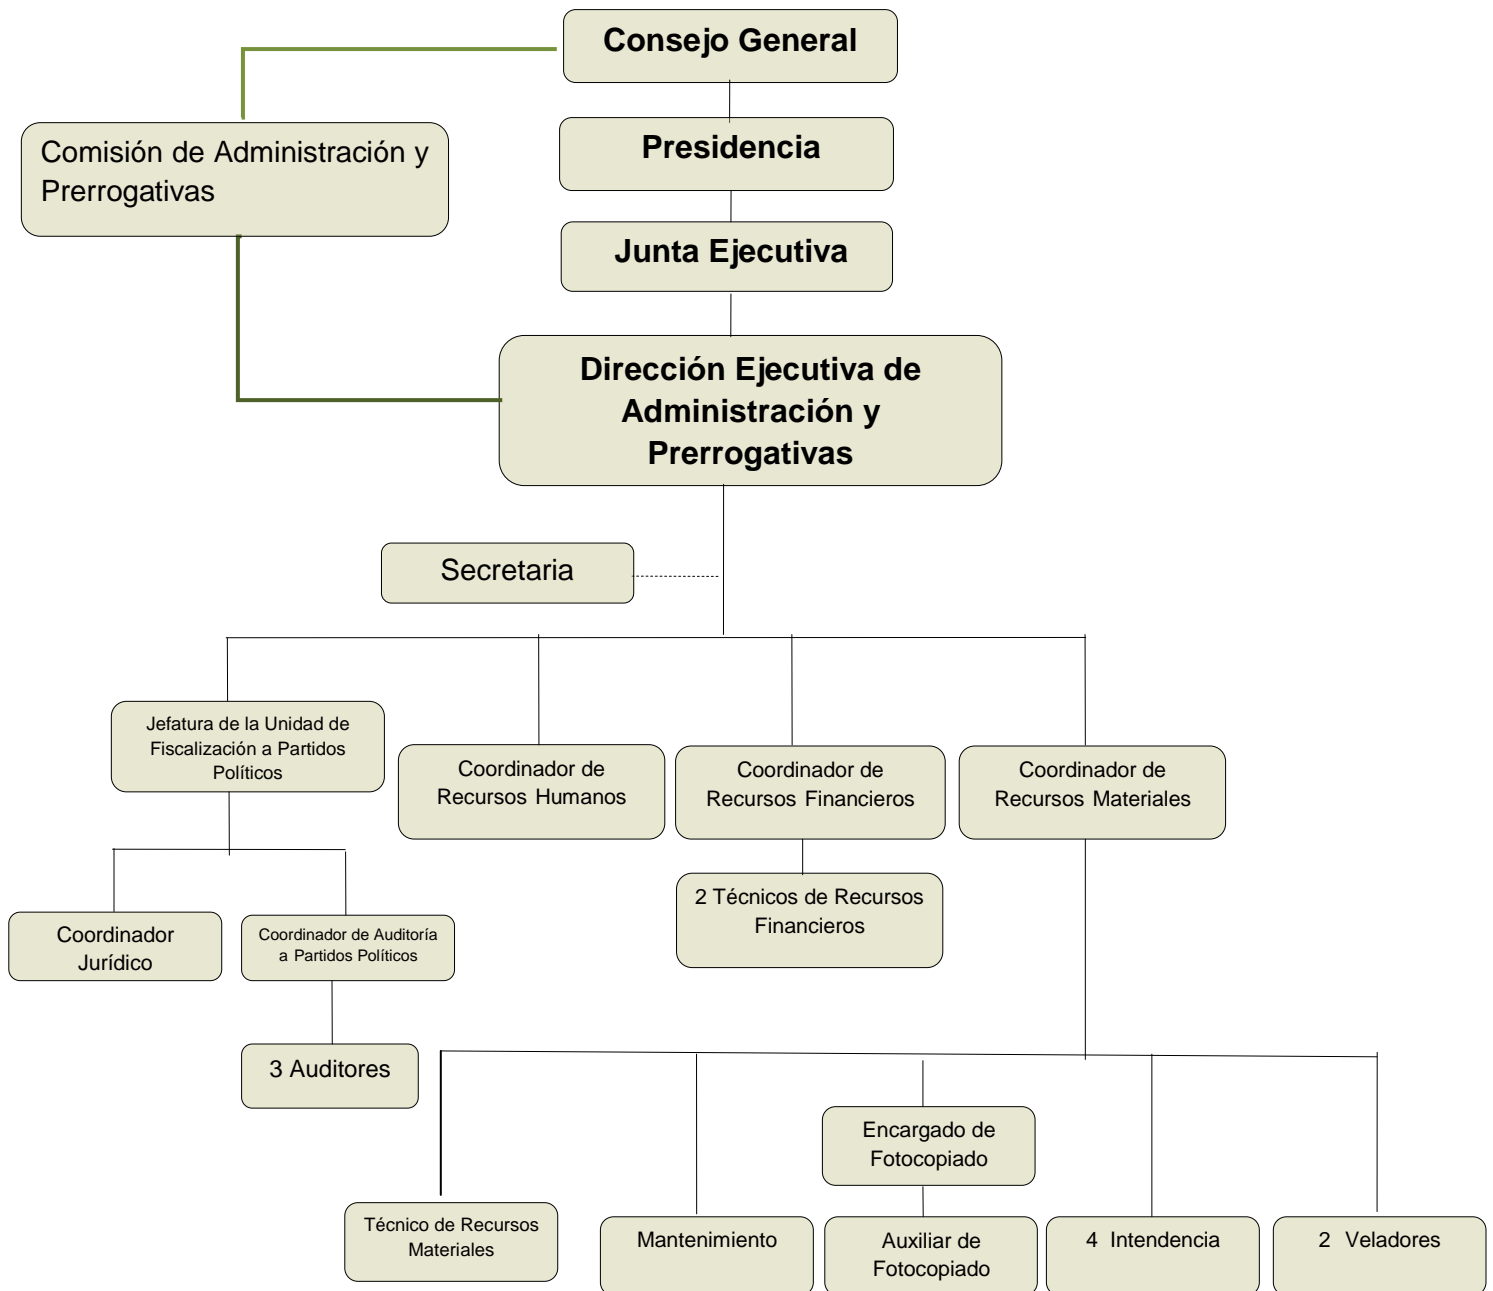 Consejo General
Comisión de Administración y
Prerrogativas
Presidencia
Junta Ejecutiva
Dirección Ejecutiva de
Administración y
Prerrogativas
Secretaria
Jefatura de la Unidad de
Fiscalización a Partidos
Políticos
Coordinador de
Recursos Humanos
Coordinador de
Recursos Financieros
Coordinador de
Recursos Materiales
2 Técnicos de Recursos
Financieros
Coordinador
Jurídico
Coordinador de Auditoría
a Partidos Políticos
3 Auditores
Encargado de
Fotocopiado
Técnico de Recursos
Materiales
Mantenimiento
Auxiliar de
Fotocopiado
4 Intendencia
2 Veladores